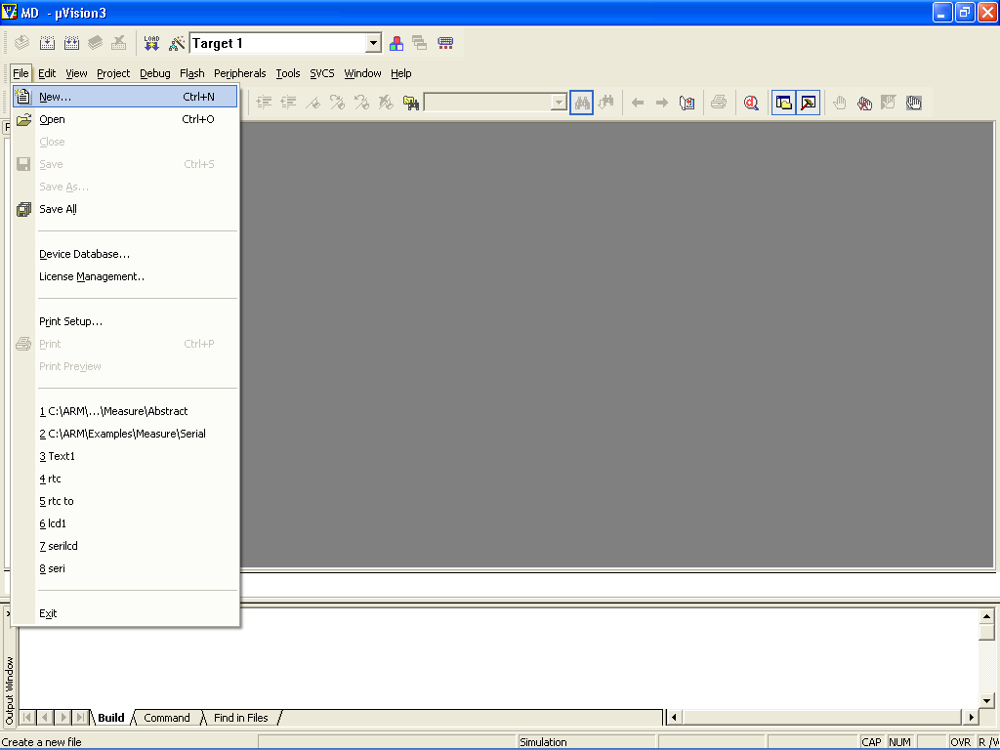 MD - µVision3
LOAD
Target 1
File Edit View Project Debug Flash Peripherals Tools SVCS Window Help
New... Ctrl+N
Open Ctrl+O
Close
Save Ctrl+S
Save As...
Save All
Device Database...
License Management..
Print Setup...
Print Ctrl+P
Print Preview
1 C:\ARM\...\Measure\Abstract
2 C:\ARM\Examples\Measure\Serial
3 Text1
4 rtc
5 rtc to
6 lcd1
7 serilcd
8 seri
Exit
Output Window
Build Command Find in Files
Create a new file Simulation CAP NUM OVR R /W